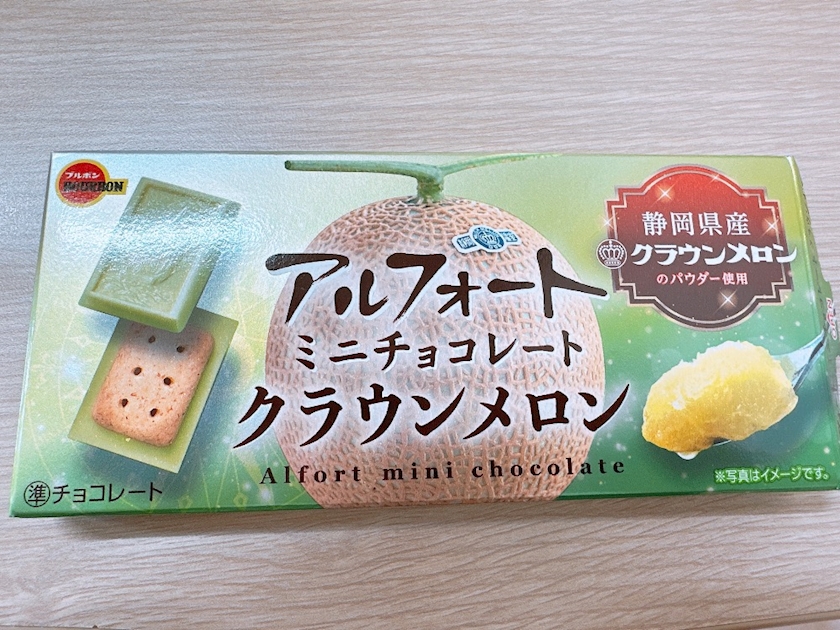 ブルボン
BOURBON
静岡県産
クラウンメロン
のパウダー使用
アルフォート
ミニチョコレート
クラウンメロン
Alfort mini chocolate
準チョコレート
※写真はイメージです。